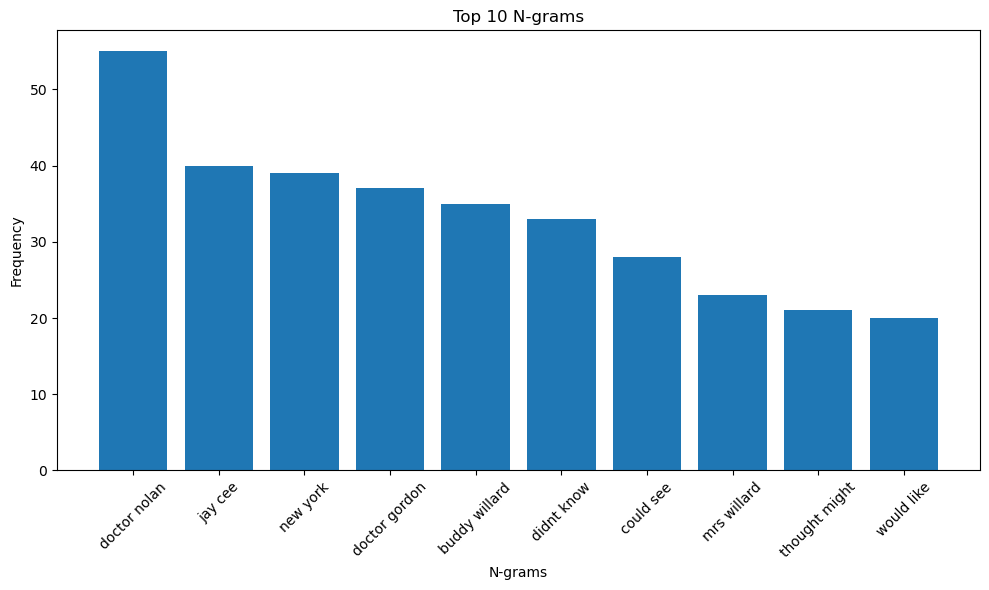 Top 10 N-grams
Frequency
50
40
30
20
10
0
doctor nolan
jay cee
new york
doctor gordon
buddy willard
didnt know
could see
mrs willard
thought might
would like
N-grams